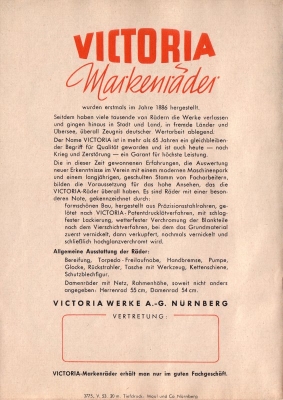 VICTORIA
Markenräder
wurden erstmals im Jahre 1886 hergestellt.
Seitdem haben viele tausende von Rädern die Werke verlassen
und gingen hinaus in Stadt und Land, in fremde Länder und
Übersee, überall Zeugnis deutscher Wertarbeit ablegend.
Der Name VICTORIA ist in mehr als 65 Jahren ein gleichbleiben-
der Begriff für Qualität geworden und ist auch heute — nach
Krieg und Zerstörung — ein Garant für höchste Leistung.
Die in dieser Zeit gewonnenen Erfahrungen, die Auswertung
neuer Erkenntnisse im Verein mit einem modernen Maschinenpark
und einem langjährigen, geschulten Stamm von Facharbeitern,
bilden die Voraussetzung für das hohe Ansehen, das die
VICTORIA-Räder überall haben. Es sind Räder mit einer beson-
deren Note, gekennzeichnet durch:
formschönen Bau, hergestellt aus Präzisionsstahlrohren, ge-
lötet nach VICTORIA-Patentdrucklötverfahren, mit schlag-
fester Lackierung, wetterfester Verchromung der Blankteile
nach dem Vierschichtverfahren, bei dem das Grundmaterial
zuerst vernickelt, dann verkupfert, nochmals vernickelt und
schließlich hochglanzverchromt wird.
Allgemeine Ausstattung der Räder:
Bereifung, Torpedo-Freilaufnabe, Handbremse, Pumpe,
Glocke, Rückstrahler, Tasche mit Werkzeug, Kettenscheine,
Schutzblechfigur.
Damenräder mit Netz, Rahmenhöhe, soweit nicht anders
angegeben: Herrenrad 55 cm, Damenrad 54 cm.
VICTORIA WERKE A.-G. NÜRNBERG
VERTRETUNG:
VICTORIA-Markenräder erhält man nur im guten Fachgeschäft.